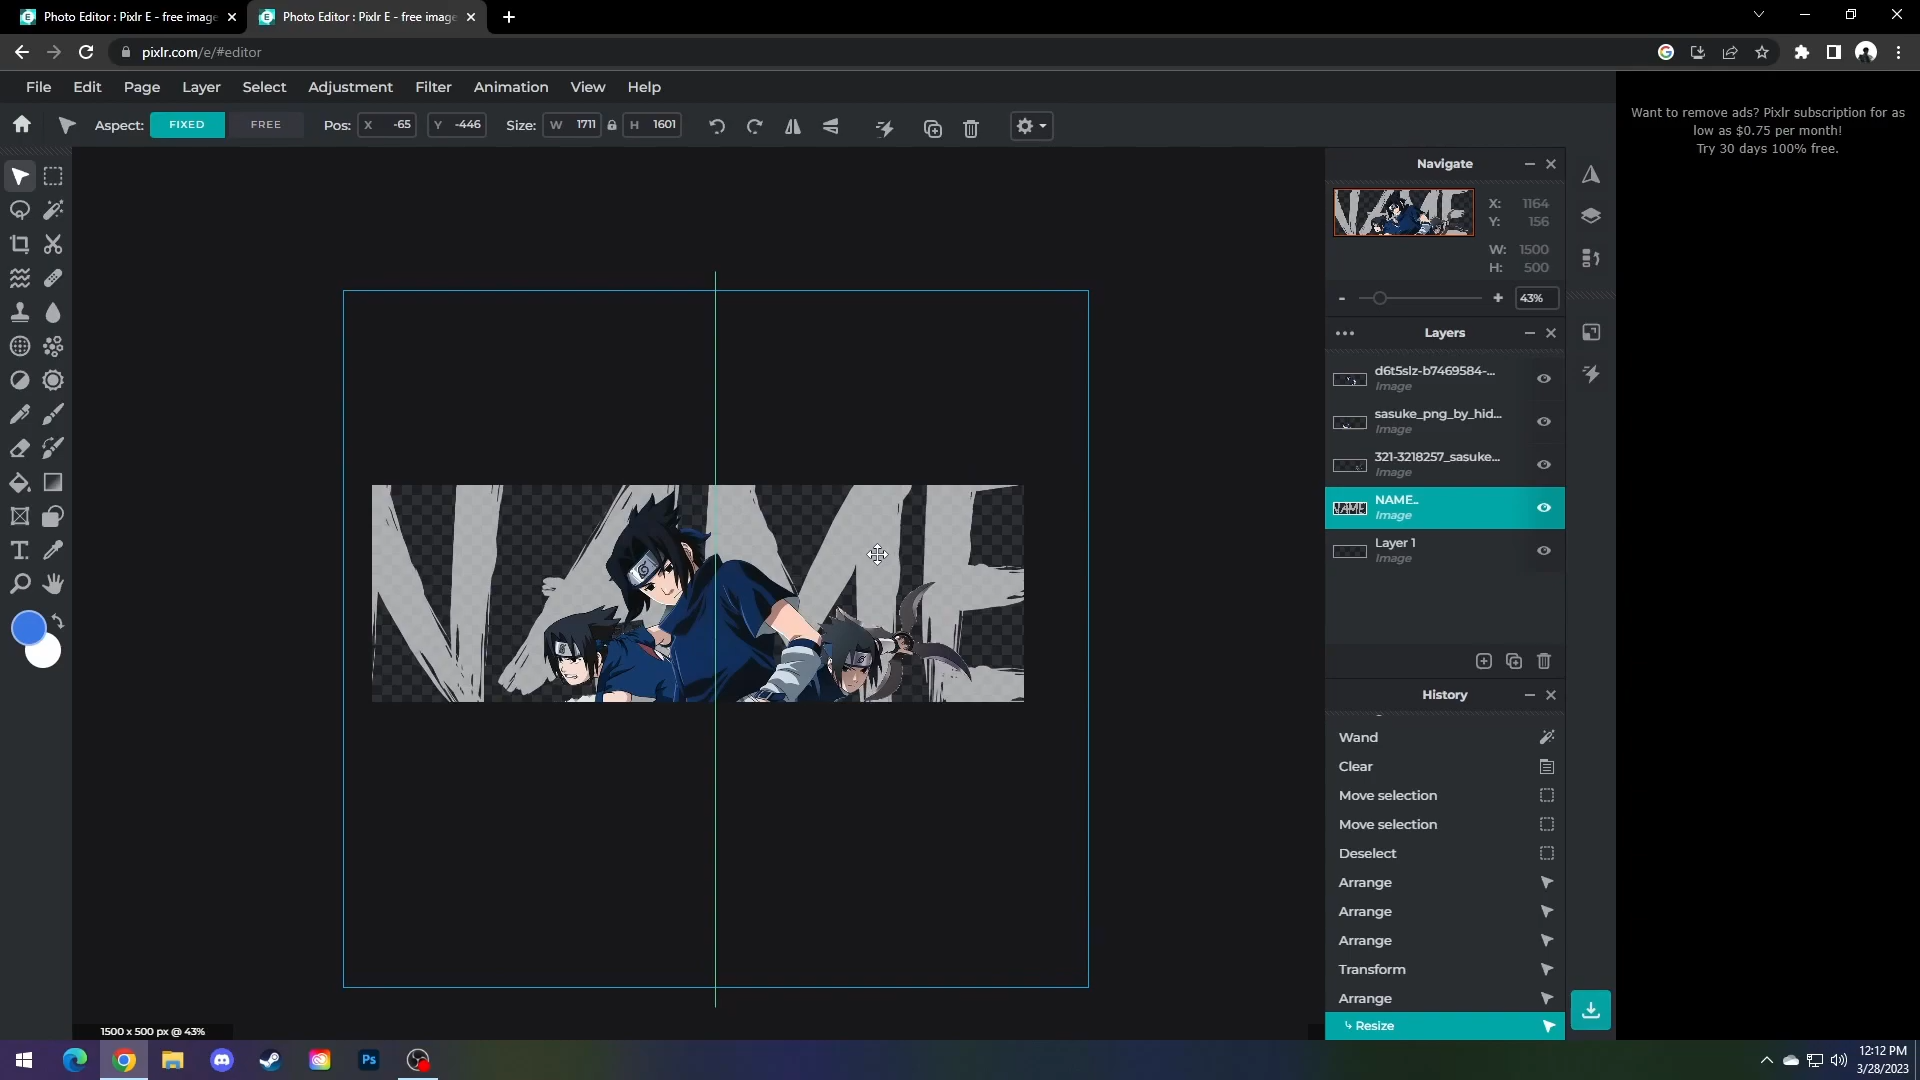 Photo Editor : Pixlr E - free image
Photo Editor : Pixlr E - free image
pixlr.com/e/#editor
File Edit Page Layer Select Adjustment Filter Animation View Help
Aspect: FIXED FREE Pos: X -65 Y -446 Size: W 1711 H 1601
Want to remove ads? Pixlr subscription for as
low as $0.75 per month!
Try 30 days 100% free.
Navigate
X: 1164
Y: 156
W: 1500
H: 500
- + 43%
Layers
d6t5slz-b7469584-...
Image
sasuke_png_by_hid...
Image
321-3218257_sasuke...
Image
NAME..
Image
Layer 1
Image
NAME
History
Wand
Clear
Move selection
Move selection
Deselect
Arrange
Arrange
Arrange
Transform
Arrange
Resize
T
1500 x 500 px @ 43%
Ps
12:12 PM
3/28/2023